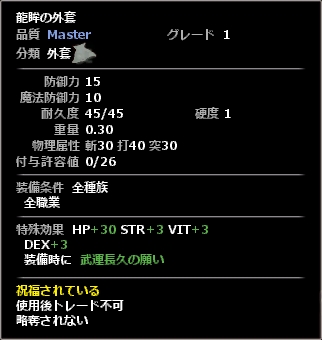 龍眸の外套
品質 Master グレード 1
分類 外套
防御力 15
魔法防御力 10
耐久度 45/45 硬度 1
重量 0.30
物理属性 斬30 打40 突30
付与許容値 0/26
装備条件 全種族
全職業
特殊効果 HP+30 STR+3 VIT+3
DEX+3
装備時に 武運長久の願い
祝福されている
使用後トレード不可
略奪されない